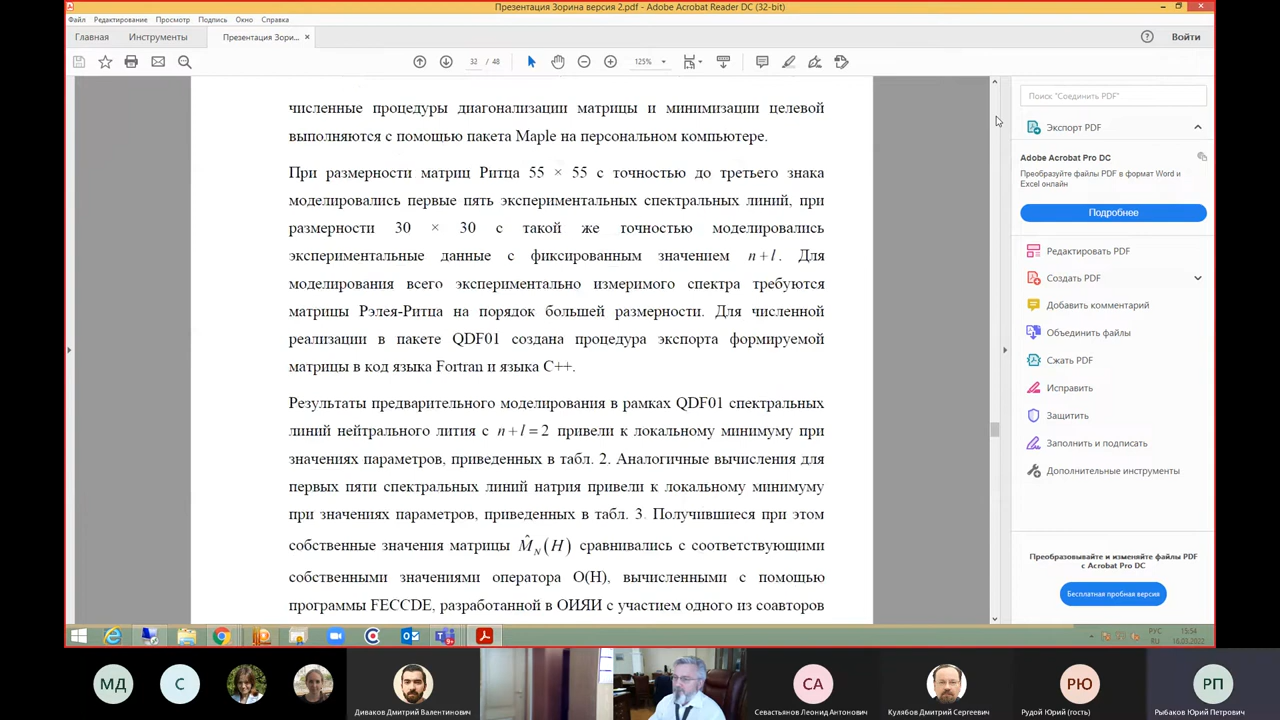 Презентация Зорина версия 2.pdf - Adobe Acrobat Reader DC (32-bit)
Файл Редактирование Просмотр Подпись Окно Справка
Главная Инструменты Презентация Зори... × Войти
32 / 48 125%
численные процедуры диагонализации матрицы и минимизации целевой
выполняются с помощью пакета Maple на персональном компьютере.
При размерности матриц Ритца 55 × 55 с точностью до третьего знака
моделировались первые пять экспериментальных спектральных линий, при
размерности 30 × 30 с такой же точностью моделировались
экспериментальные данные с фиксированным значением n + l. Для
моделирования всего экспериментально измеримого спектра требуются
матрицы Рэлея-Ритца на порядок большей размерности. Для численной
реализации в пакете QDF01 создана процедура экспорта формируемой
матрицы в код языка Fortran и языка C++.
Результаты предварительного моделирования в рамках QDF01 спектральных
линий нейтрального лития с n + l = 2 привели к локальному минимуму при
значениях параметров, приведенных в табл. 2. Аналогичные вычисления для
первых пяти спектральных линий натрия привели к локальному минимуму
при значениях параметров, приведенных в табл. 3. Получившиеся при этом
собственные значения матрицы M̂_N(H) сравнивались с соответствующими
собственными значениями оператора O(H), вычисленными с помощью
программы FECCDE, разработанной в ОИЯИ с участием одного из соавторов
Поиск "Соединить PDF"
Экспорт PDF
Adobe Acrobat Pro DC
Преобразуйте файлы PDF в формат Word и
Excel онлайн
Подробнее
Редактировать PDF
Создать PDF
Добавить комментарий
Объединить файлы
Сжать PDF
Исправить
Защитить
Заполнить и подписать
Дополнительные инструменты
Преобразовывайте и изменяйте файлы PDF
с Acrobat Pro DC
Бесплатная пробная версия
РУС 15:54
RU 16.03.2022
МД С СА РЮ РП
Диваков Дмитрий Валентинович Севастьянов Леонид Антонович Кулябов Дмитрий Сергеевич Рудой Юрий (гость) Рыбаков Юрий Петрович